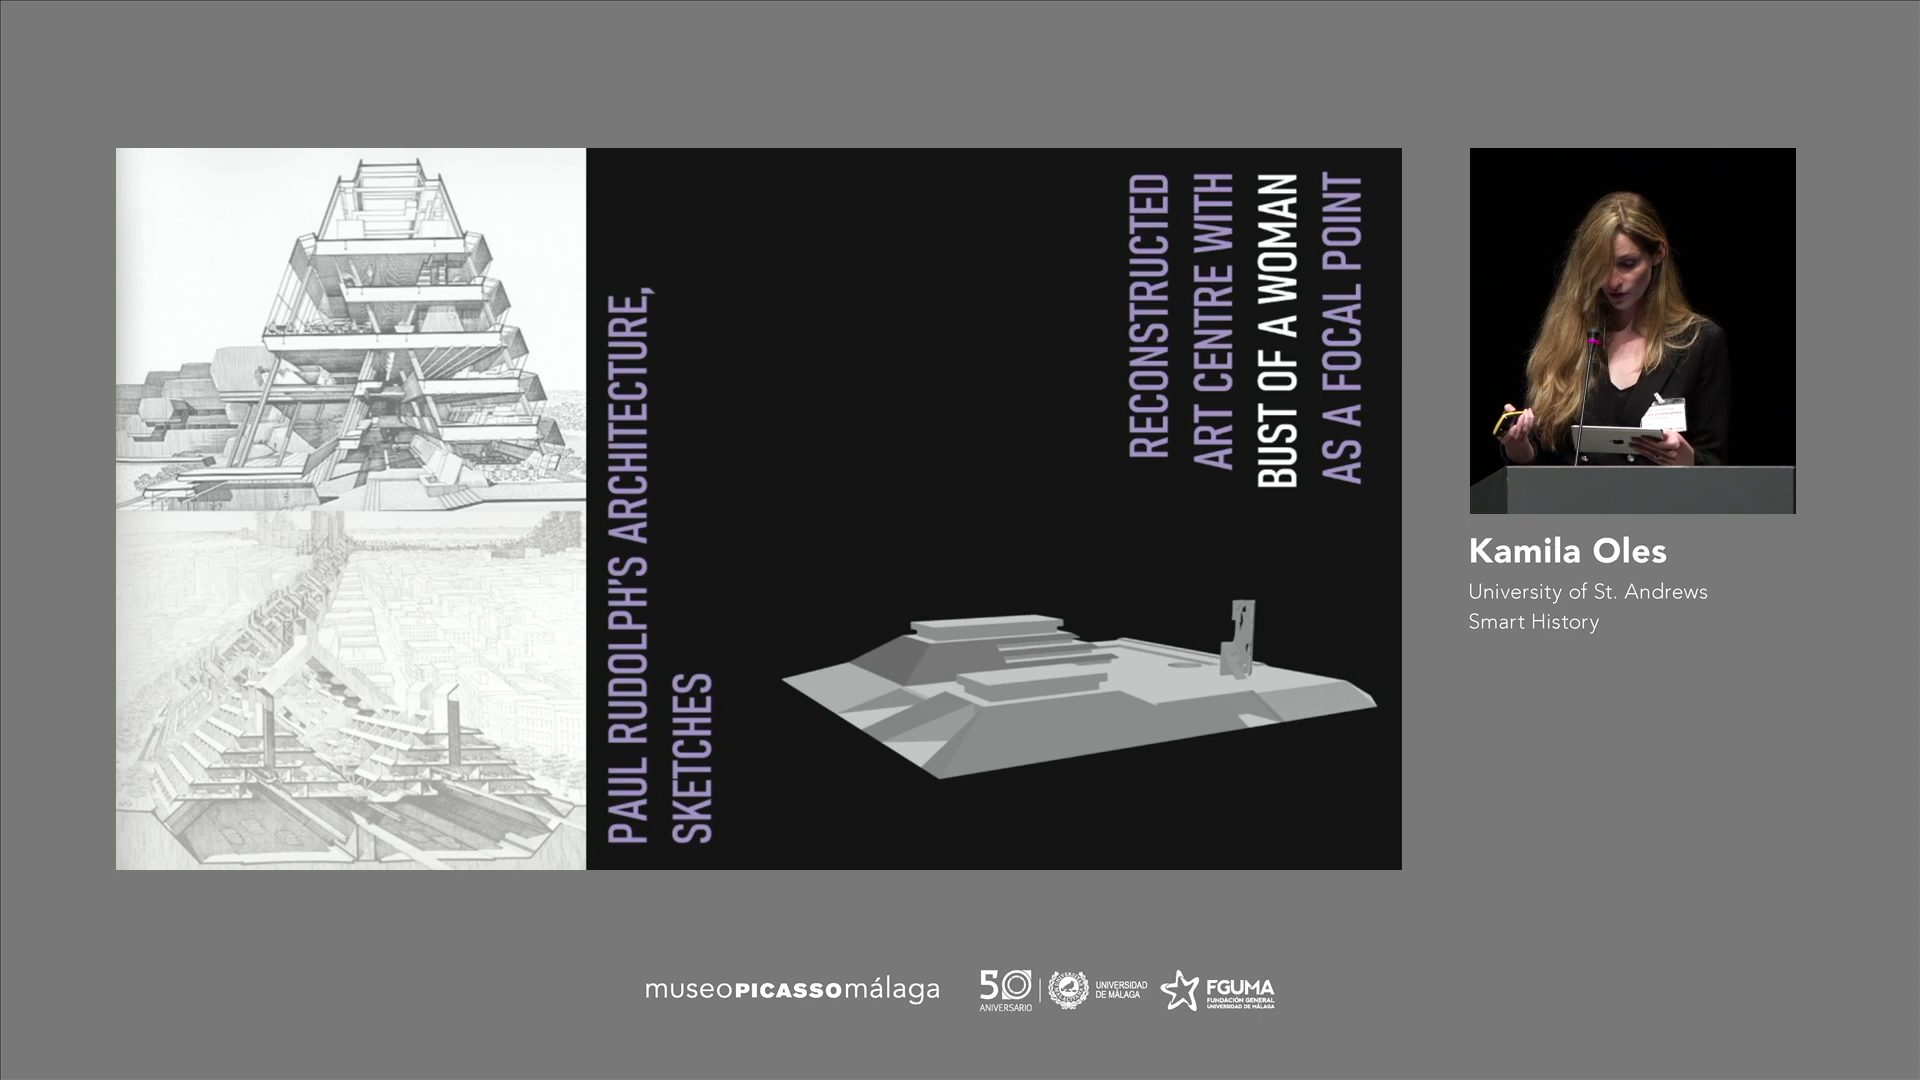 PAUL RUDOLPH'S ARCHITECTURE,
SKETCHES
RECONSTRUCTED
ART CENTRE WITH
BUST OF A WOMAN
AS A FOCAL POINT
Kamila Oles
University of St. Andrews
Smart History
museoPICASSOmálaga
50
ANIVERSARIO
UNIVERSIDAD
DE MÁLAGA
FGUMA
FUNDACIÓN GENERAL
UNIVERSIDAD DE MÁLAGA